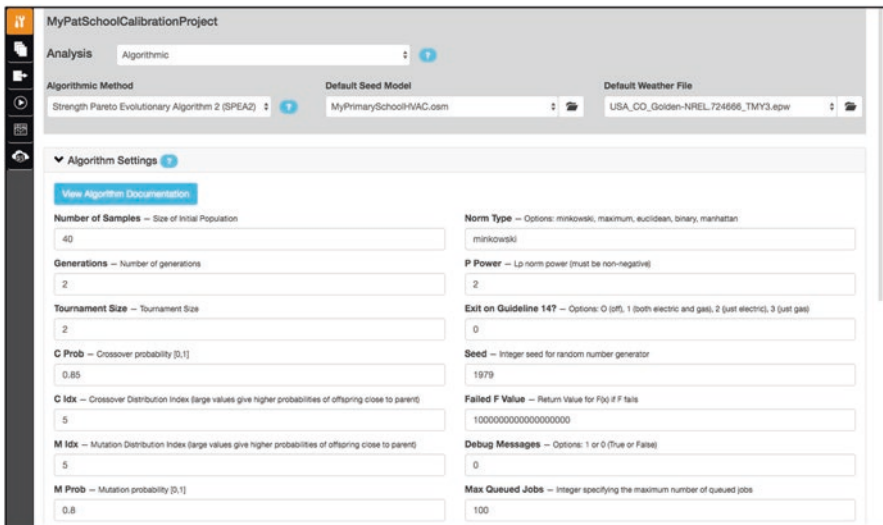 MyPatSchoolCalibrationProject
Analysis Algorithmic ?
Algorithmic Method Default Seed Model Default Weather File
Strength Pareto Evolutionary Algorithm 2 (SPEA2) ? MyPrimarySchoolHVAC.osm USA_CO_Golden-NREL.724666_TMY3.epw
Algorithm Settings ?
View Algorithm Documentation
Number of Samples — Size of Initial Population
40
Generations — Number of generations
2
Tournament Size — Tournament Size
2
C Prob — Crossover probability [0,1]
0.85
C Idx — Crossover Distribution Index (large values give higher probabilities of offspring close to parent)
5
M Idx — Mutation Distribution Index (large values give higher probabilities of offspring close to parent)
5
M Prob — Mutation probability [0,1]
0.8
Norm Type — Options: minkowski, maximum, euclidean, binary, manhattan
minkowski
P Power — Lp norm power (must be non-negative)
2
Exit on Guideline 14? — Options: O (off), 1 (both electric and gas), 2 (just electric), 3 (just gas)
0
Seed — Integer seed for random number generator
1979
Failed F Value — Return Value for F(x) if F fails
1000000000000000000
Debug Messages — Options: 1 or 0 (True or False)
0
Max Queued Jobs — Integer specifying the maximum number of queued jobs
100